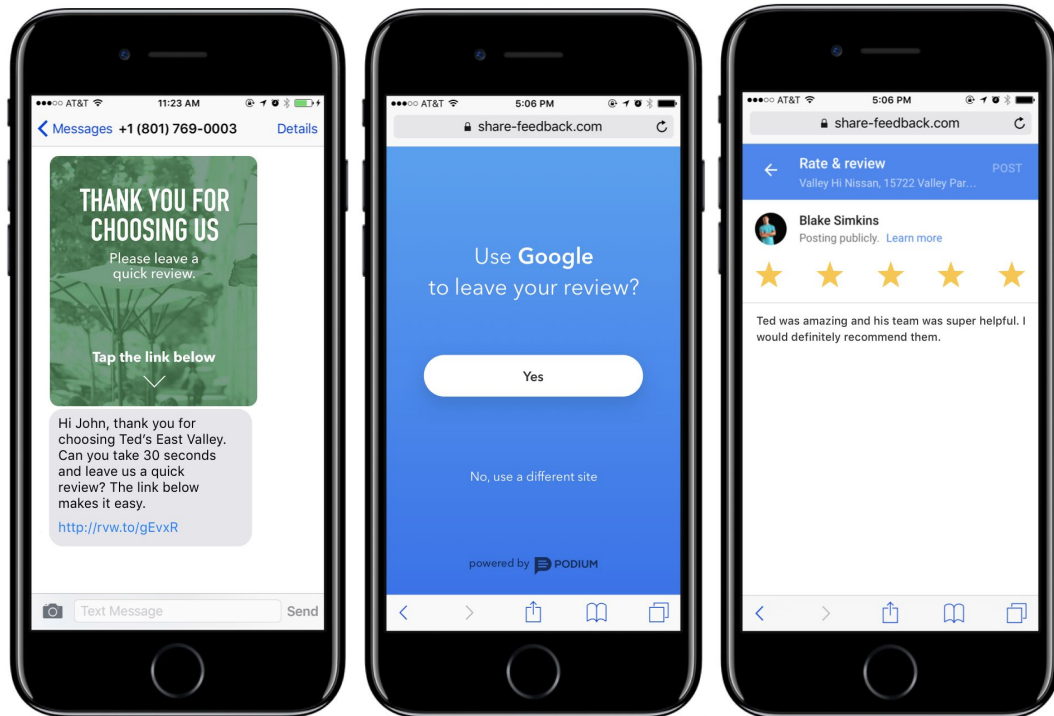 AT&T
11:23 AM
Messages
+1 (801) 769-0003
Details
THANK YOU FOR
CHOOSING US
Please leave a
quick review.
Tap the link below
Hi John, thank you for
choosing Ted's East Valley.
Can you take 30 seconds
and leave us a quick
review? The link below
makes it easy.
http://rvw.to/gEvxR
Text Message
Send
AT&T
5:06 PM
share-feedback.com
Use Google
to leave your review?
Yes
No, use a different site
powered by PODIUM
AT&T
5:06 PM
share-feedback.com
Rate & review
POST
Valley Hi Nissan, 15722 Valley Par...
Blake Simkins
Posting publicly. Learn more
Ted was amazing and his team was super helpful. I
would definitely recommend them.